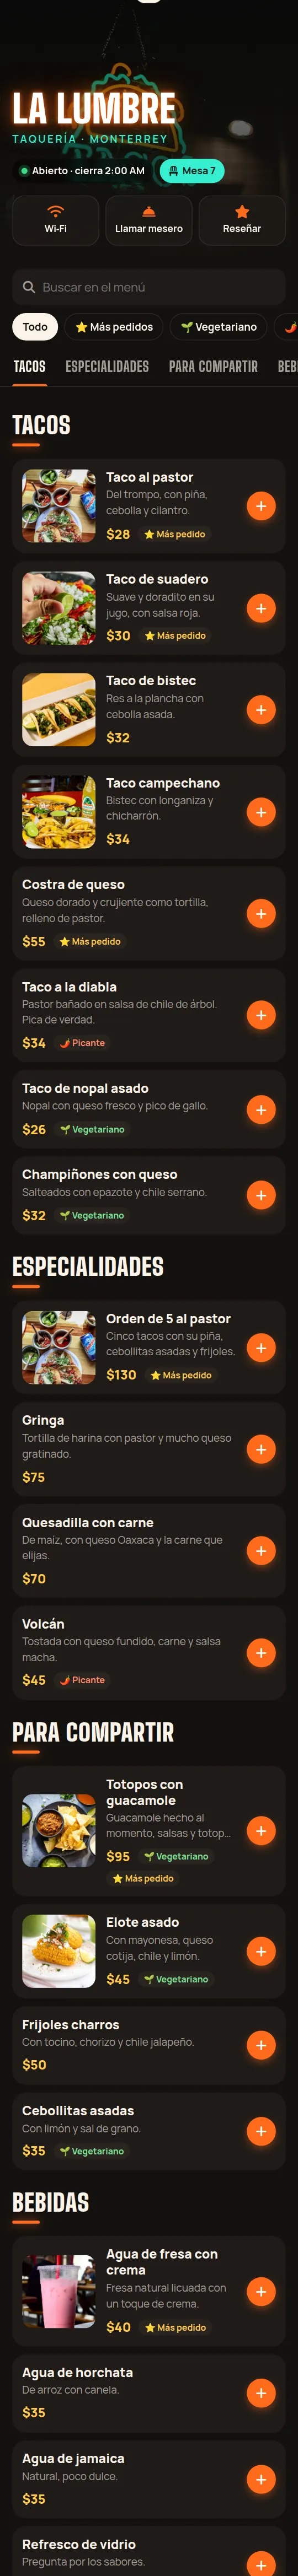 LA LUMBRE
TAQUERÍA · MONTERREY
Abierto · cierra 2:00 AM
Mesa 7
Wi-Fi
Llamar mesero
Reseñar
Buscar en el menú
Todo
⭐ Más pedidos
🌱 Vegetariano
TACOS
ESPECIALIDADES
PARA COMPARTIR
BEB
TACOS
Taco al pastor
Del trompo, con piña,
cebolla y cilantro.
$28 ⭐ Más pedido
Taco de suadero
Suave y doradito en su
jugo, con salsa roja.
$30 ⭐ Más pedido
Taco de bistec
Res a la plancha con
cebolla asada.
$32
Taco campechano
Bistec con longaniza y
chicharrón.
$34
Costra de queso
Queso dorado y crujiente como tortilla,
relleno de pastor.
$55 ⭐ Más pedido
Taco a la diabla
Pastor bañado en salsa de chile de árbol.
Pica de verdad.
$34 🌶️ Picante
Taco de nopal asado
Nopal con queso fresco y pico de gallo.
$26 🌱 Vegetariano
Champiñones con queso
Salteados con epazote y chile serrano.
$32 🌱 Vegetariano
ESPECIALIDADES
Orden de 5 al pastor
Cinco tacos con su piña,
cebollitas asadas y frijoles.
$130 ⭐ Más pedido
Gringa
Tortilla de harina con pastor y mucho queso
gratinado.
$75
Quesadilla con carne
De maíz, con queso Oaxaca y la carne que
elijas.
$70
Volcán
Tostada con queso fundido, carne y salsa
macha.
$45 🌶️ Picante
PARA COMPARTIR
Totopos con
guacamole
Guacamole hecho al
momento, salsas y totop…
$95 🌱 Vegetariano
⭐ Más pedido
Elote asado
Con mayonesa, queso
cotija, chile y limón.
$45 🌱 Vegetariano
Frijoles charros
Con tocino, chorizo y chile jalapeño.
$50
Cebollitas asadas
Con limón y sal de grano.
$35 🌱 Vegetariano
BEBIDAS
Agua de fresa con
crema
Fresa natural licuada con
un toque de crema.
$40 ⭐ Más pedido
Agua de horchata
De arroz con canela.
$35
Agua de jamaica
Natural, poco dulce.
$35
Refresco de vidrio
Pregunta por los sabores.